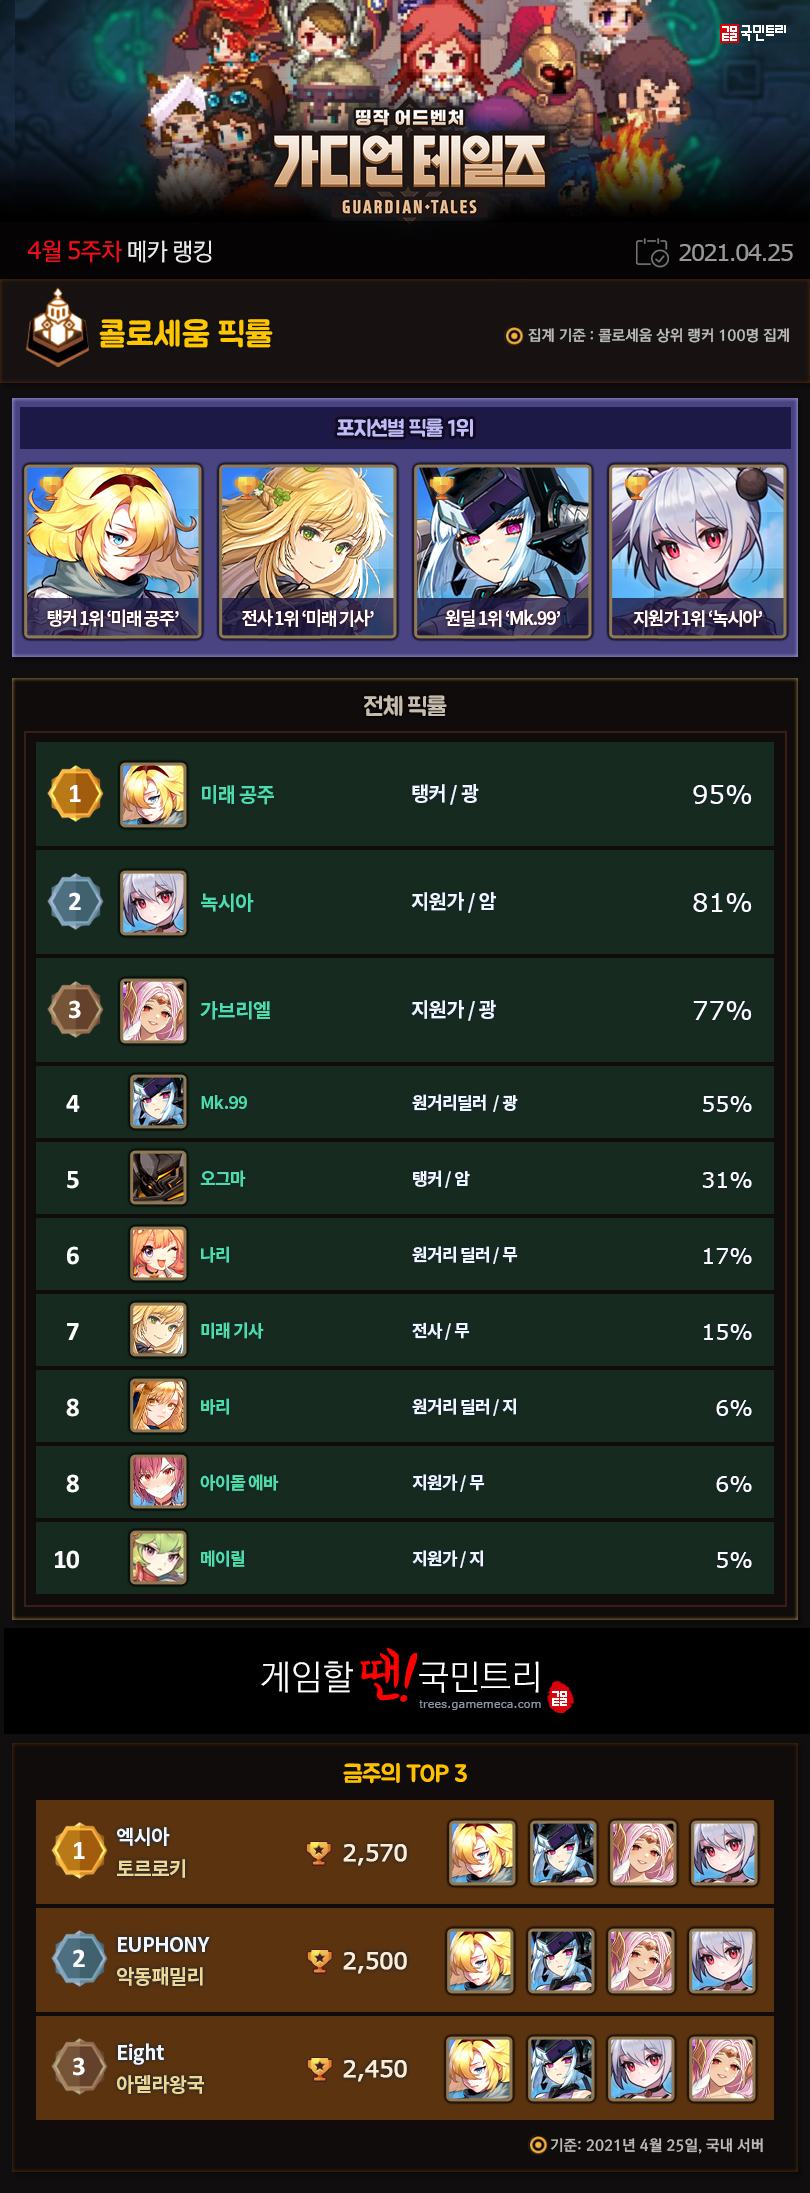 국민트리
띵작 어드벤처
가디언 테일즈
GUARDIAN TALES
4월 5주차 메카 랭킹
2021.04.25
콜로세움 픽률
집계 기준 : 콜로세움 상위 랭커 100명 집계
포지션별 픽률 1위
탱커 1위 ‘미래 공주’
전사 1위 ‘미래 기사’
원딜 1위 ‘Mk.99’
지원가 1위 ‘녹시아’
전체 픽률
1 미래 공주 탱커 / 광 95%
2 녹시아 지원가 / 암 81%
3 가브리엘 지원가 / 광 77%
4 Mk.99 원거리딜러 / 광 55%
5 오그마 탱커 / 암 31%
6 나리 원거리 딜러 / 무 17%
7 미래 기사 전사 / 무 15%
8 바리 원거리 딜러 / 지 6%
8 아이돌 에바 지원가 / 무 6%
10 메이릴 지원가 / 지 5%
게임할 땐! 국민트리
trees.gamemeca.com
금주의 TOP 3
1 엑시아 2,570
토르로키
2 EUPHONY 2,500
악동패밀리
3 Eight 2,450
아델라왕국
기준: 2021년 4월 25일, 국내 서버